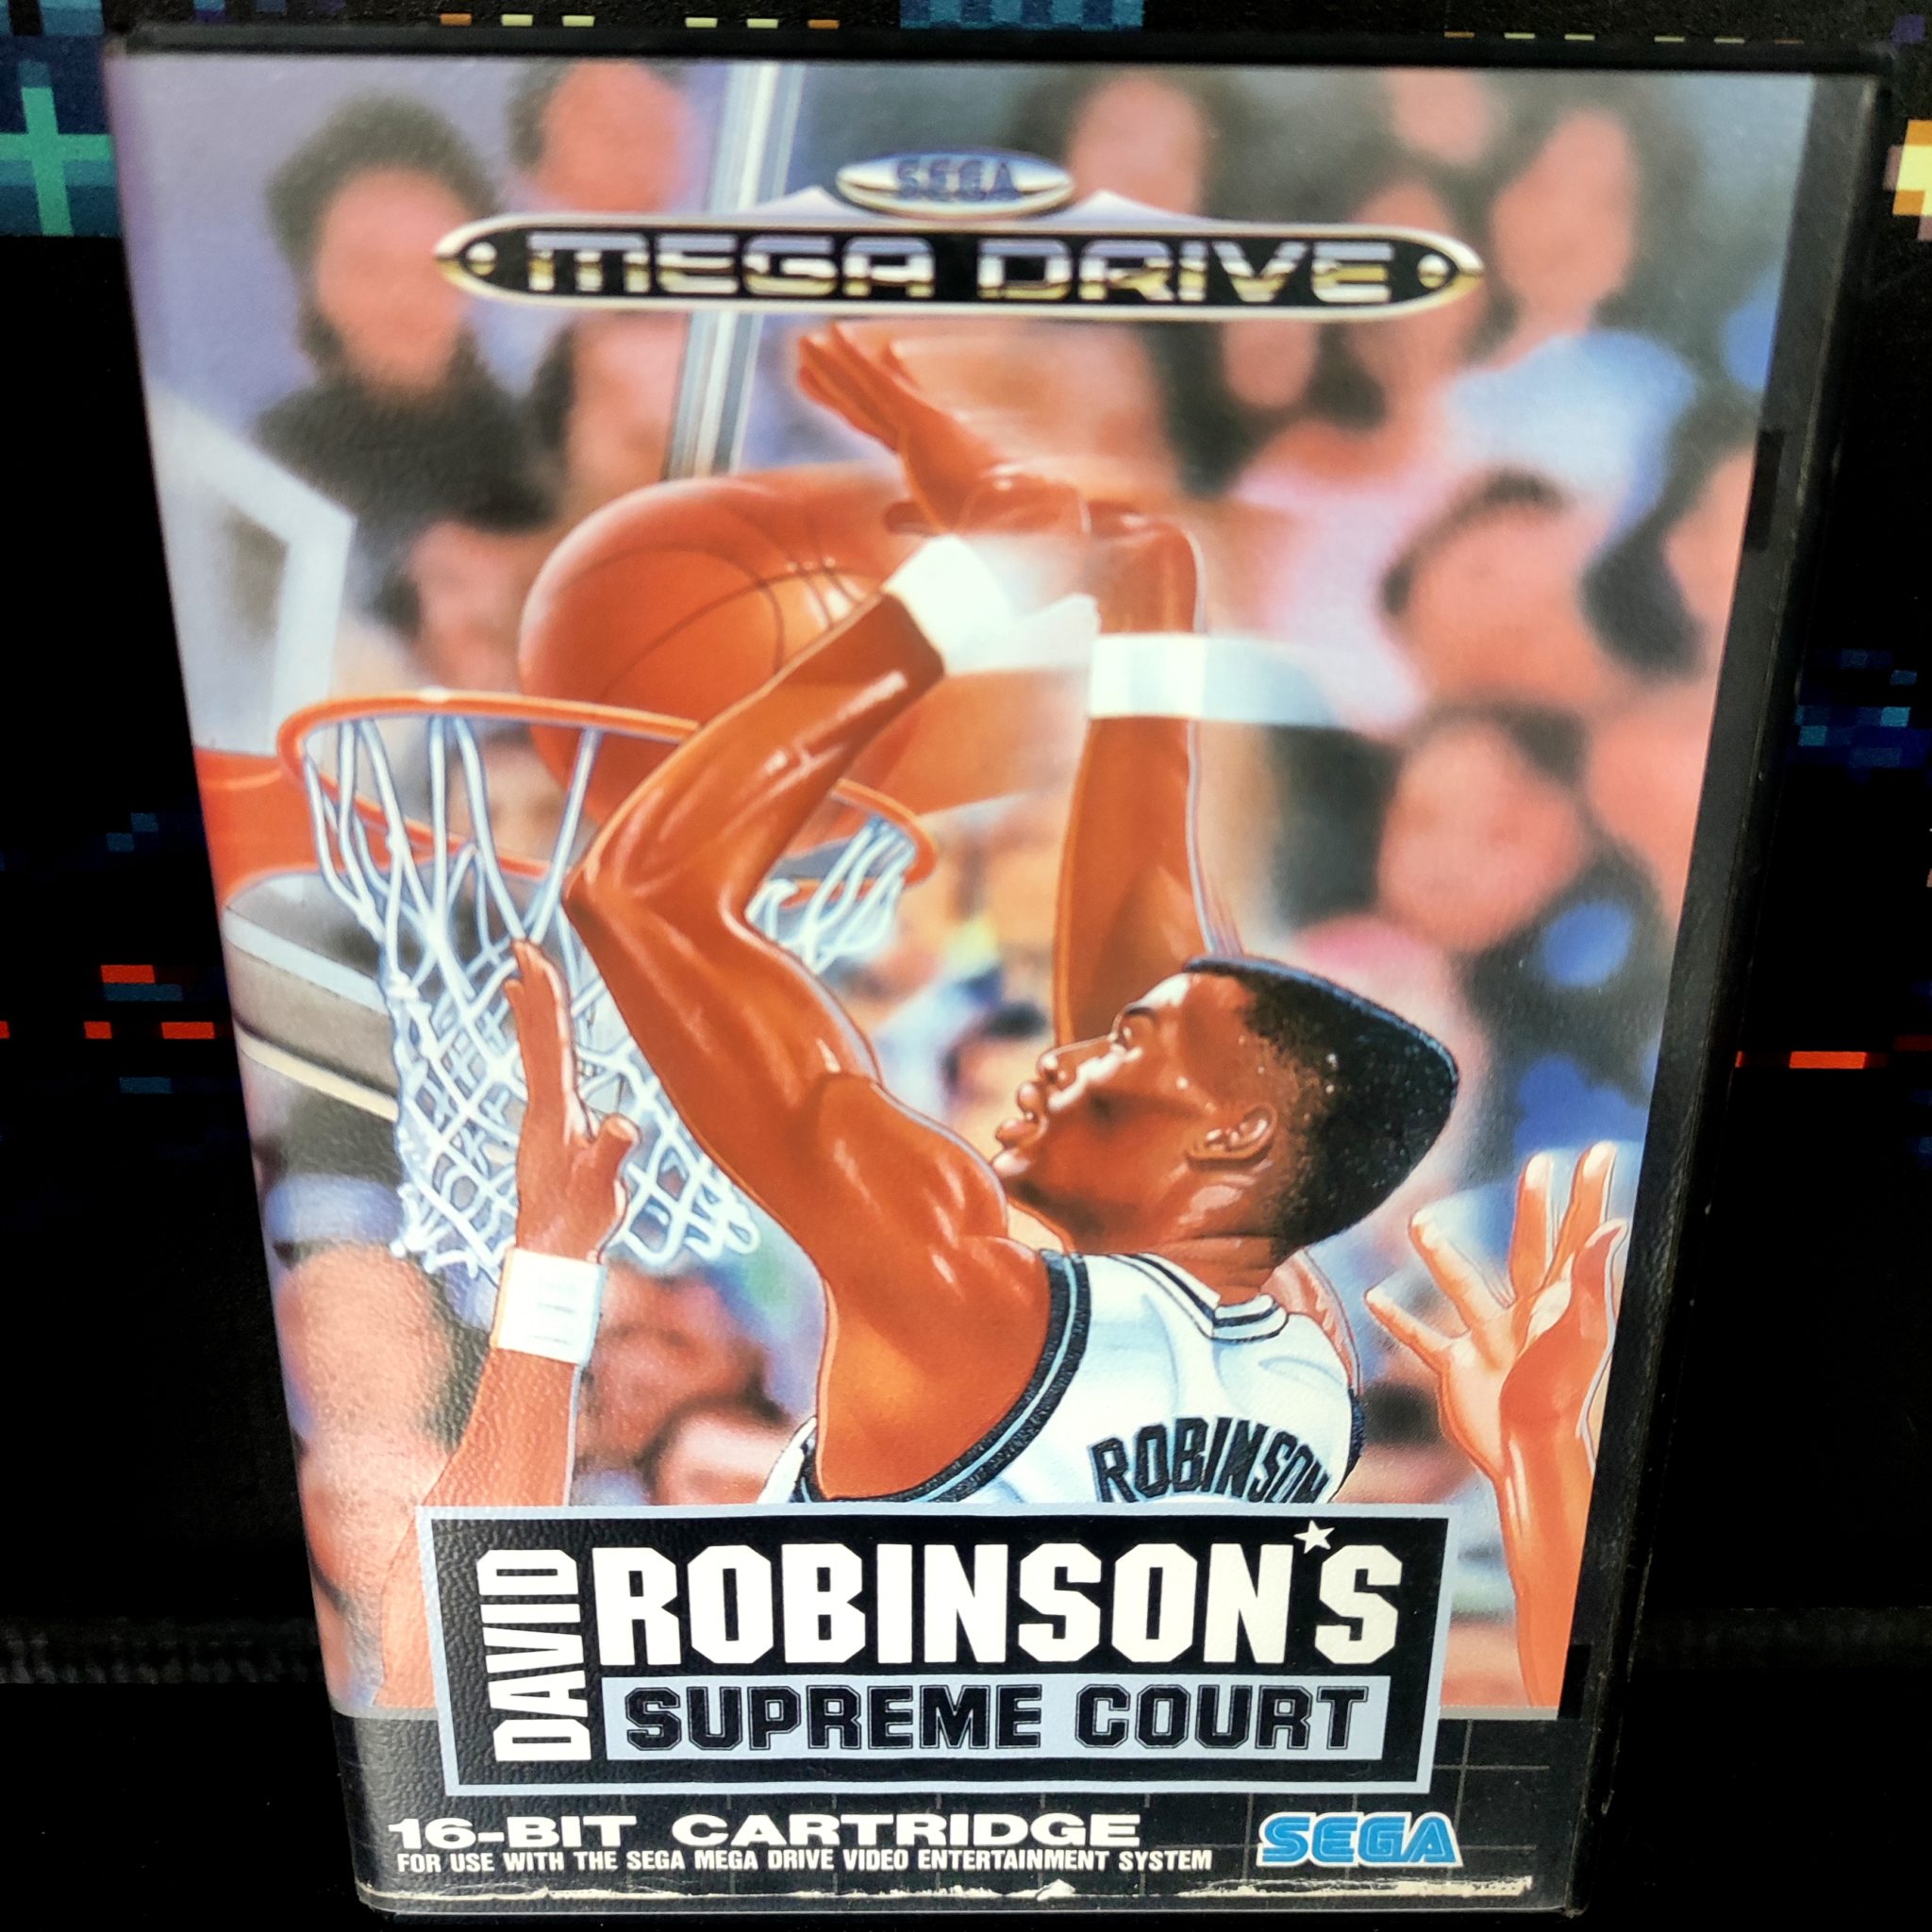 SEGA
MEGA DRIVE
ROBINSON
DAVID
ROBINSON'S
SUPREME COURT
16-BIT CARTRIDGE
SEGA
FOR USE WITH THE SEGA MEGA DRIVE VIDEO ENTERTAINMENT SYSTEM